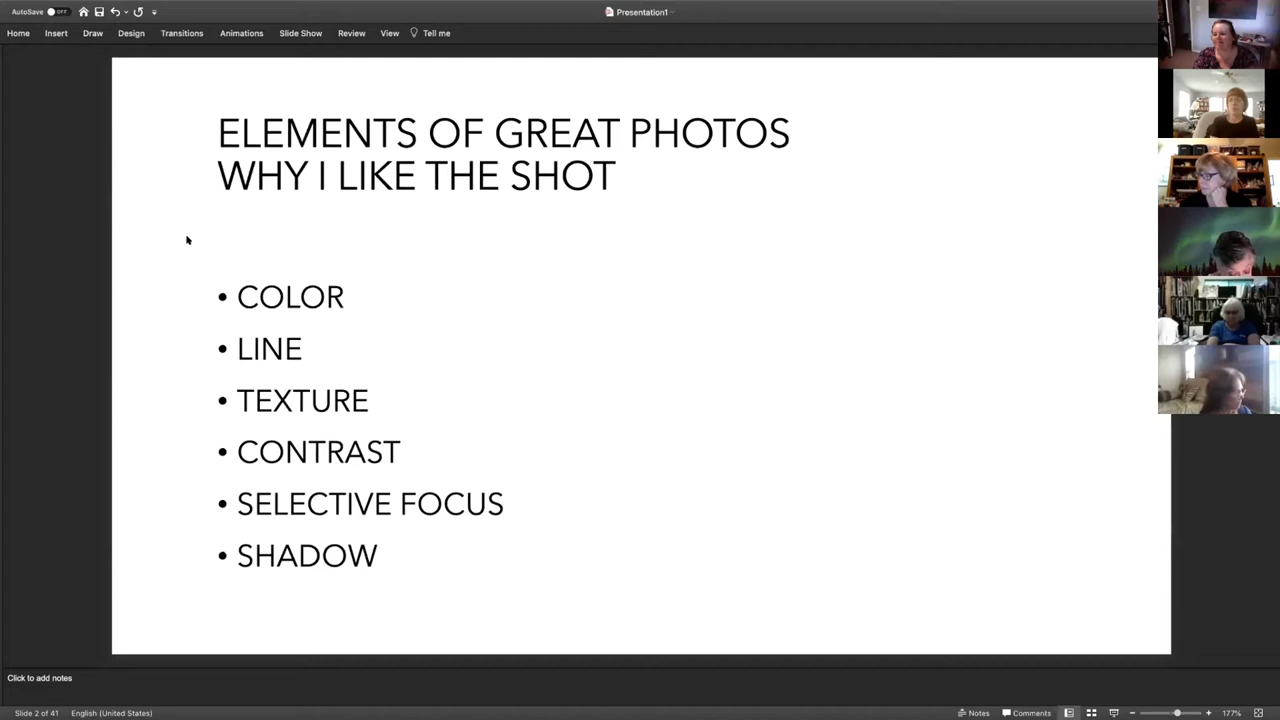 AutoSave OFF
Presentation1
Home Insert Draw Design Transitions Animations Slide Show Review View Tell me
ELEMENTS OF GREAT PHOTOS
WHY I LIKE THE SHOT
• COLOR
• LINE
• TEXTURE
• CONTRAST
• SELECTIVE FOCUS
• SHADOW
Click to add notes
Slide 2 of 41 English (United States) Notes Comments 177%